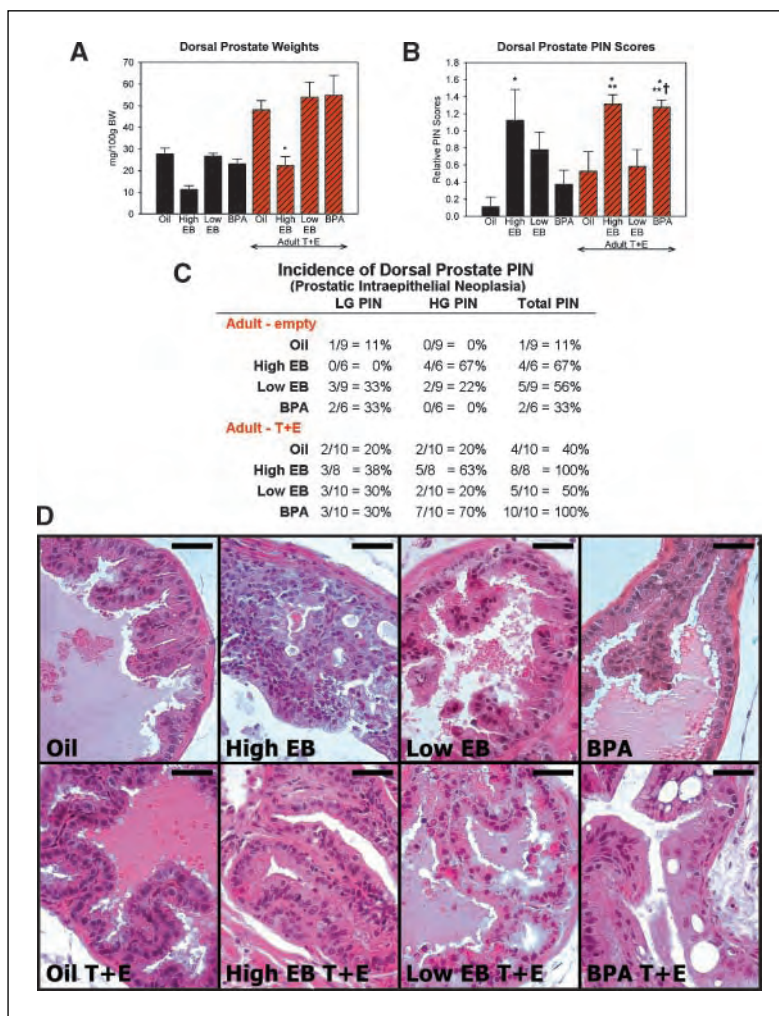 A
Dorsal Prostate Weights
mg/100g BW
70
60
50
40
30
20
10
0
Oil
High EB
Low EB
BPA
*
Oil
High EB
Low EB
BPA
Adult T+E
B
Dorsal Prostate PIN Scores
Relative PIN Scores
1.8
1.6
1.4
1.2
1.0
0.8
0.6
0.4
0.2
0.0
*
*
**
*
**†
Oil
High EB
Low EB
BPA
Oil
High EB
Low EB
BPA
Adult T+E
C
Incidence of Dorsal Prostate PIN
(Prostatic Intraepithelial Neoplasia)
LG PIN HG PIN Total PIN
Adult - empty
Oil 1/9 = 11% 0/9 = 0% 1/9 = 11%
High EB 0/6 = 0% 4/6 = 67% 4/6 = 67%
Low EB 3/9 = 33% 2/9 = 22% 5/9 = 56%
BPA 2/6 = 33% 0/6 = 0% 2/6 = 33%
Adult - T+E
Oil 2/10 = 20% 2/10 = 20% 4/10 = 40%
High EB 3/8 = 38% 5/8 = 63% 8/8 = 100%
Low EB 3/10 = 30% 2/10 = 20% 5/10 = 50%
BPA 3/10 = 30% 7/10 = 70% 10/10 = 100%
D
Oil
High EB
Low EB
BPA
Oil T+E
High EB T+E
Low EB T+E
BPA T+E